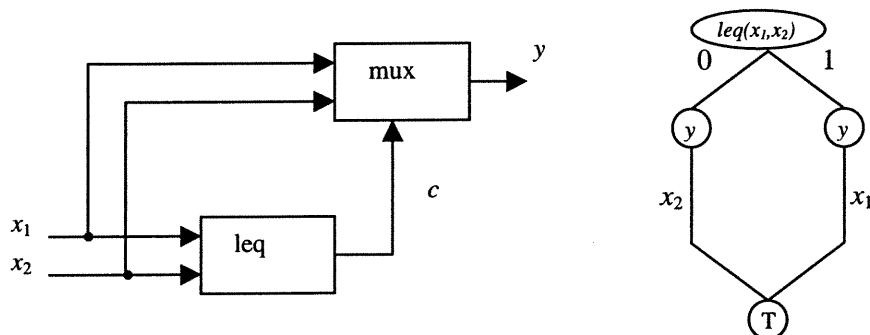 mux
y
c
x₁
x₂
leq
leq(x₁,x₂)
0 1
y y
x₂ x₁
T